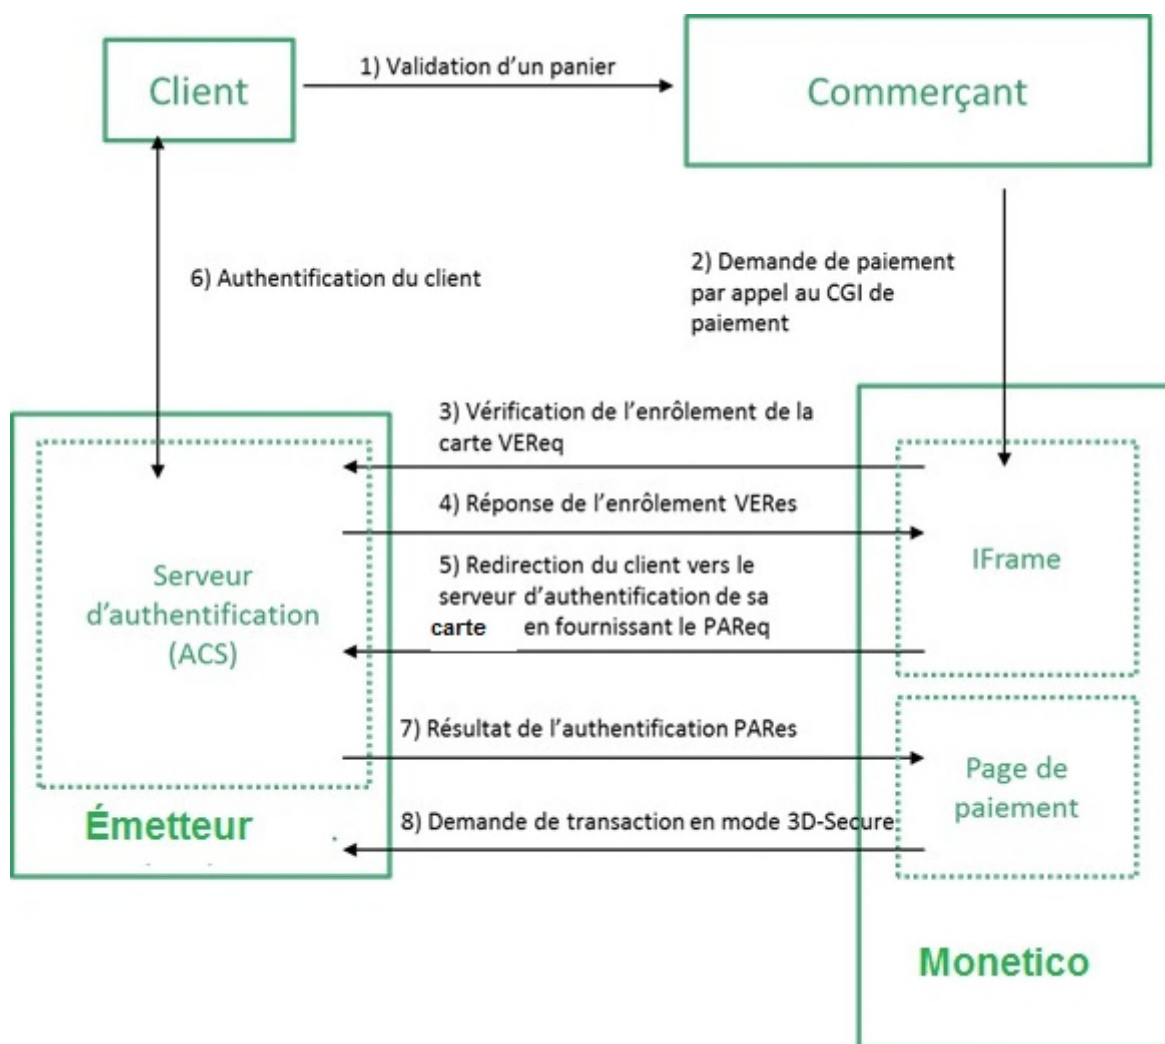 Client
1) Validation d'un panier
Commerçant
6) Authentification du client
2) Demande de paiement
par appel au CGI de
paiement
3) Vérification de l'enrôlement de la
carte VEReq
4) Réponse de l'enrôlement VERes
5) Redirection du client vers le
serveur d'authentification de sa
carte en fournissant le PAReq
IFrame
Serveur
d'authentification
(ACS)
7) Résultat de l'authentification PARes
Page de
paiement
Émetteur
8) Demande de transaction en mode 3D-Secure
Monetico